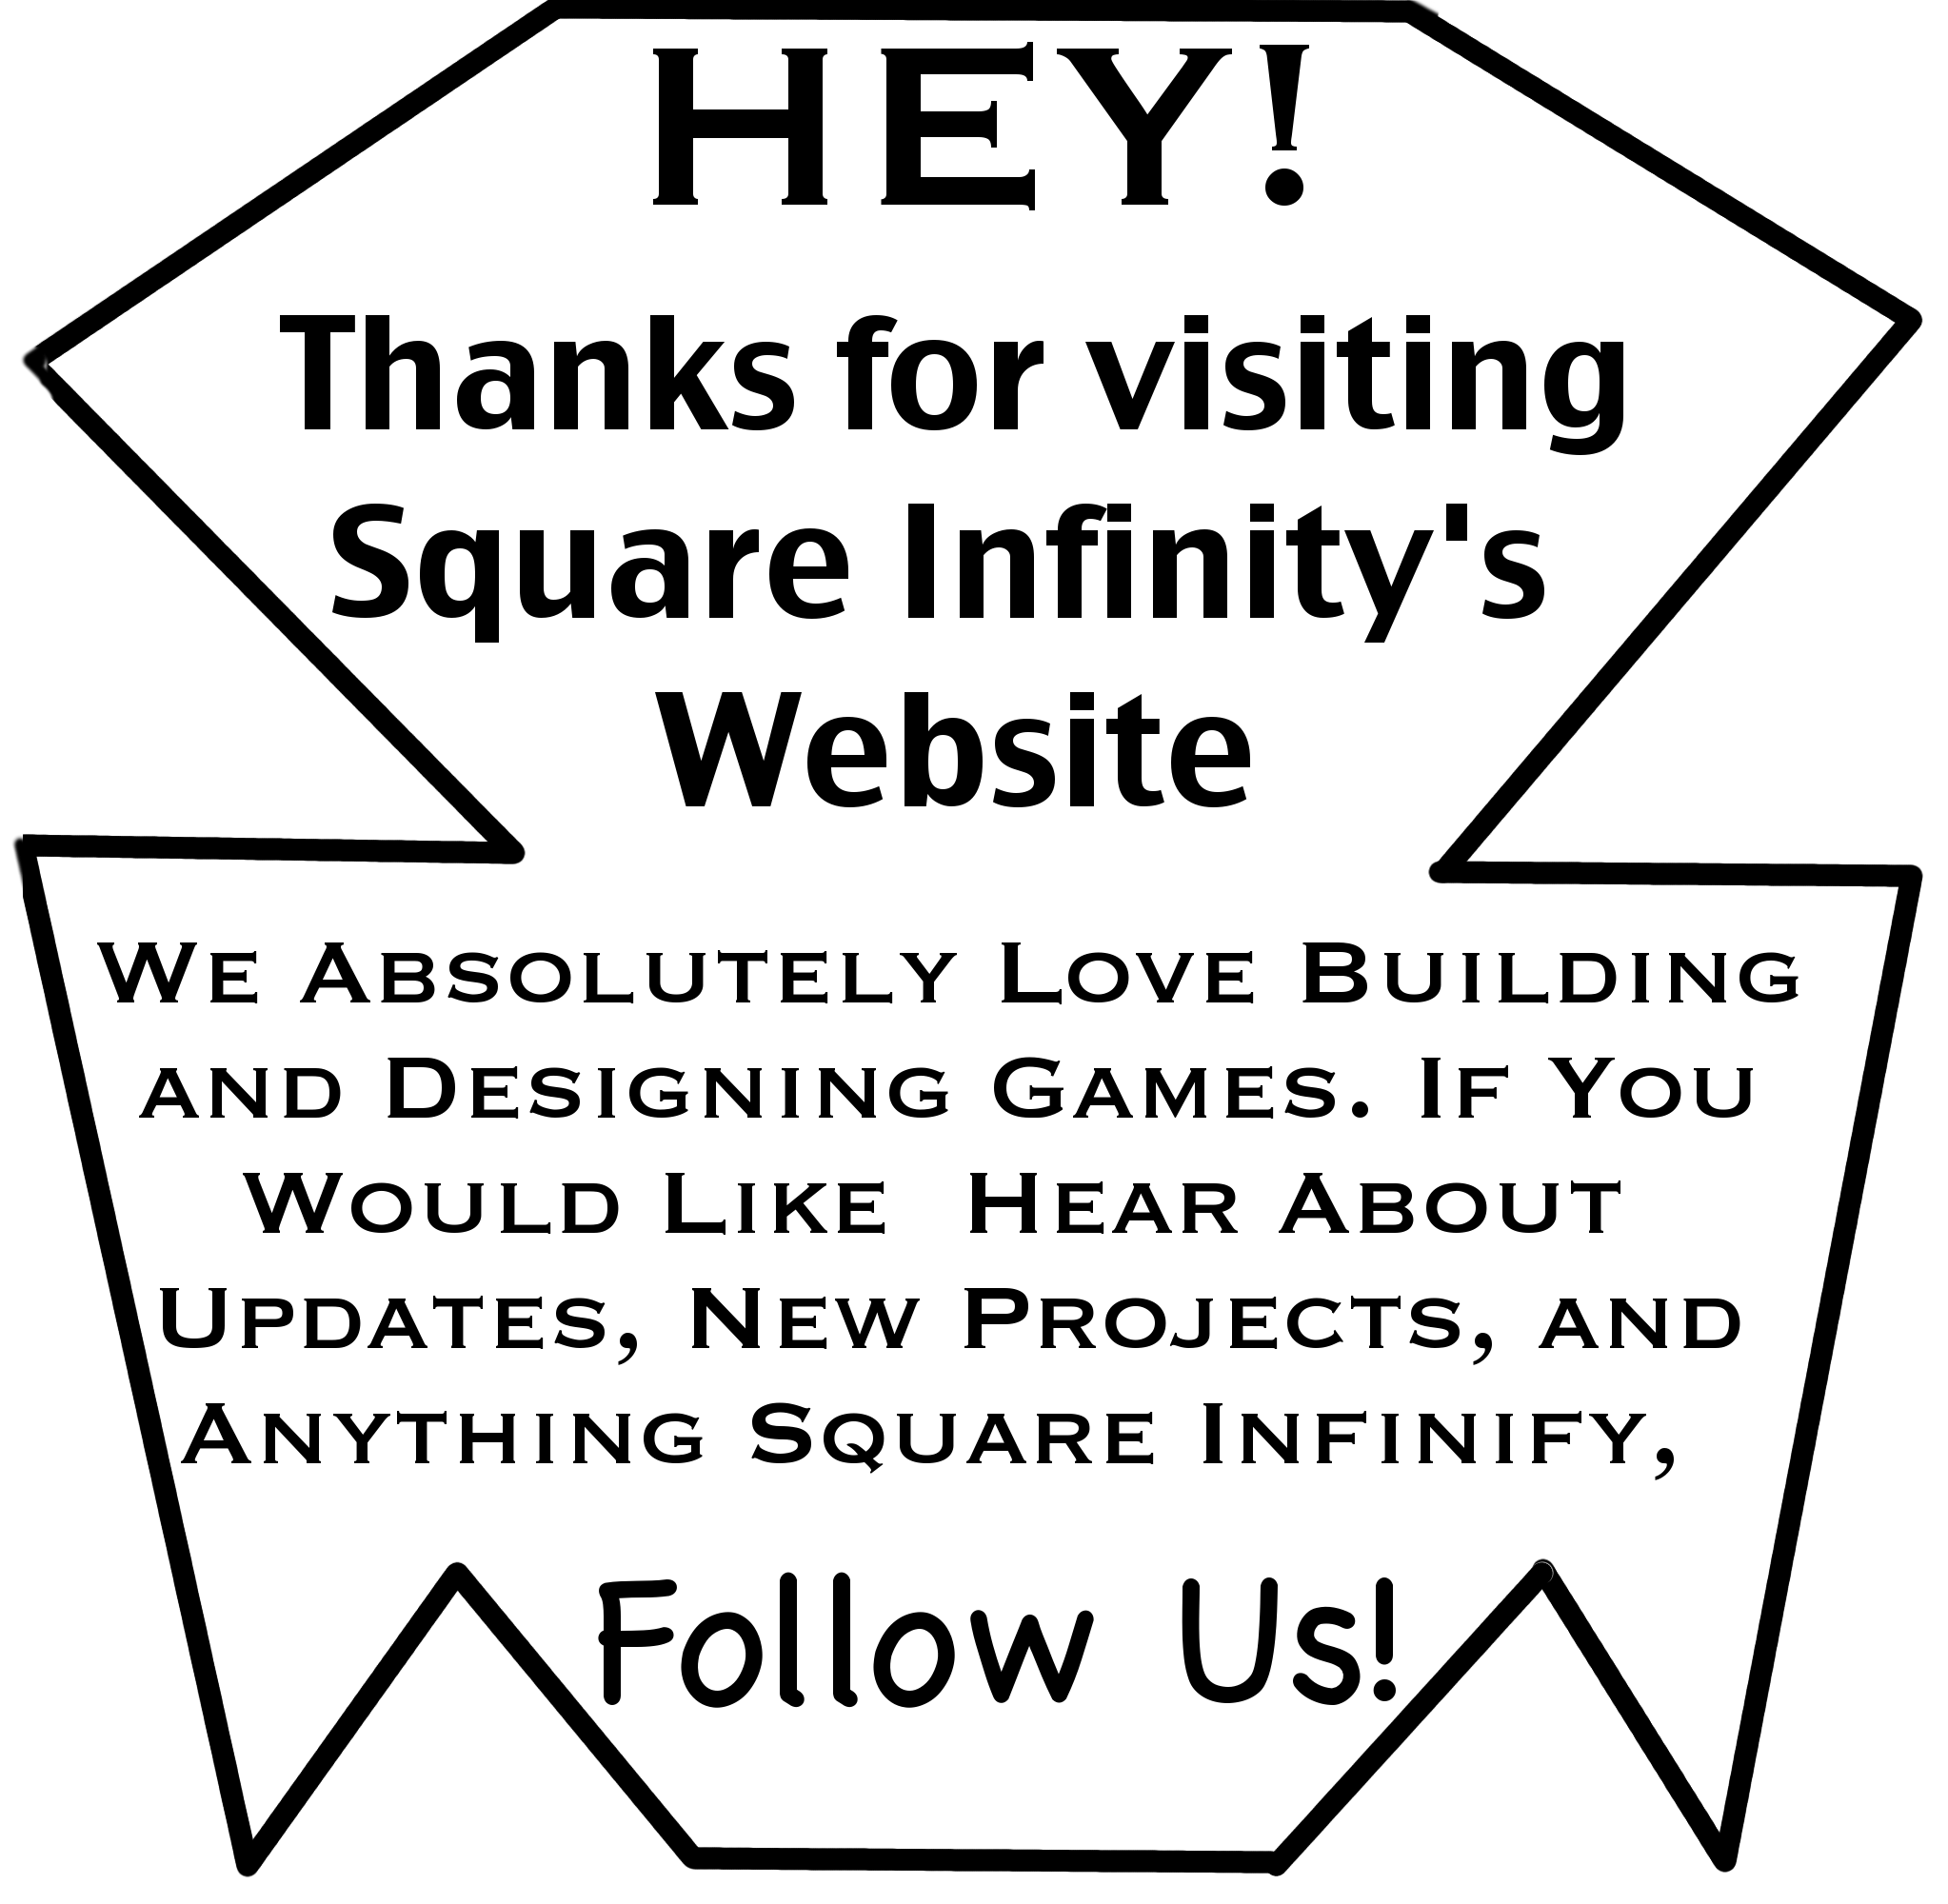 HEY!
Thanks for visiting
Square Infinity's
Website
We Absolutely Love Building
and Designing Games. If You
Would Like Hear About
Updates, New Projects, and
Anything Square Infinify,
Follow Us!